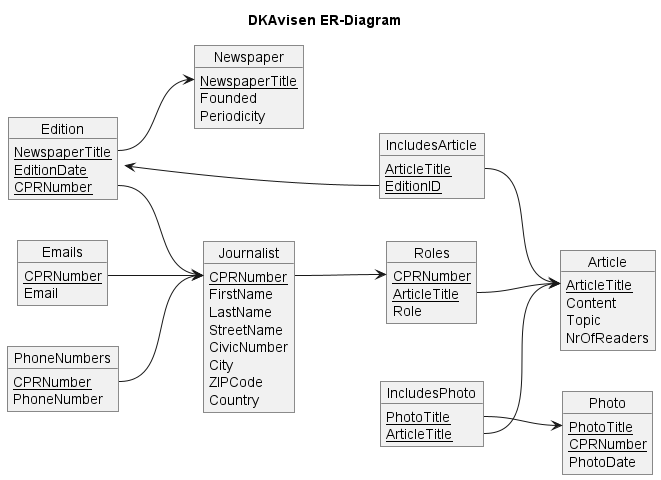 DKAvisen ER-Diagram
Newspaper
NewspaperTitle
Founded
Periodicity
Edition
NewspaperTitle
EditionDate
CPRNumber
IncludesArticle
ArticleTitle
EditionID
Emails
CPRNumber
Email
Journalist
CPRNumber
FirstName
LastName
StreetName
CivicNumber
City
ZIPCode
Country
Roles
CPRNumber
ArticleTitle
Role
Article
ArticleTitle
Content
Topic
NrOfReaders
PhoneNumbers
CPRNumber
PhoneNumber
IncludesPhoto
PhotoTitle
ArticleTitle
Photo
PhotoTitle
CPRNumber
PhotoDate